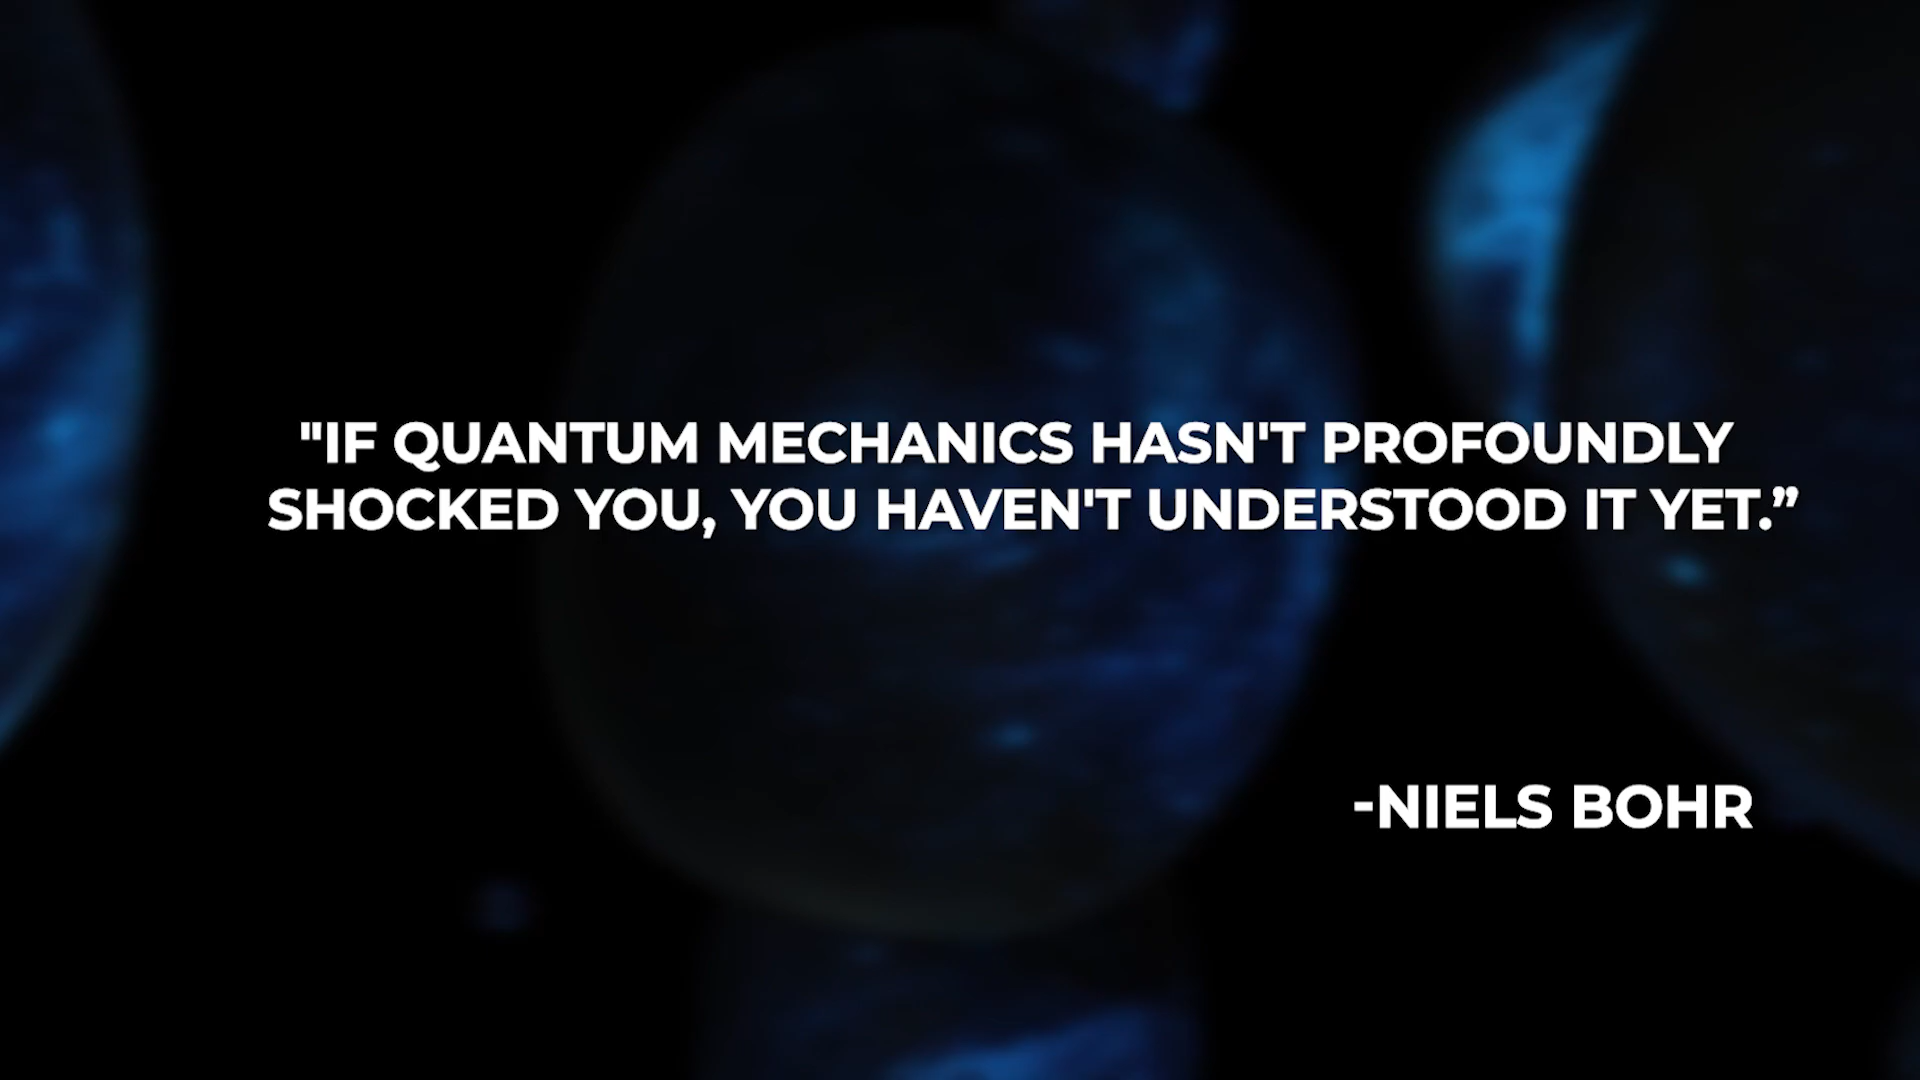 "IF QUANTUM MECHANICS HASN'T PROFOUNDLY
SHOCKED YOU, YOU HAVEN'T UNDERSTOOD IT YET.”
-NIELS BOHR